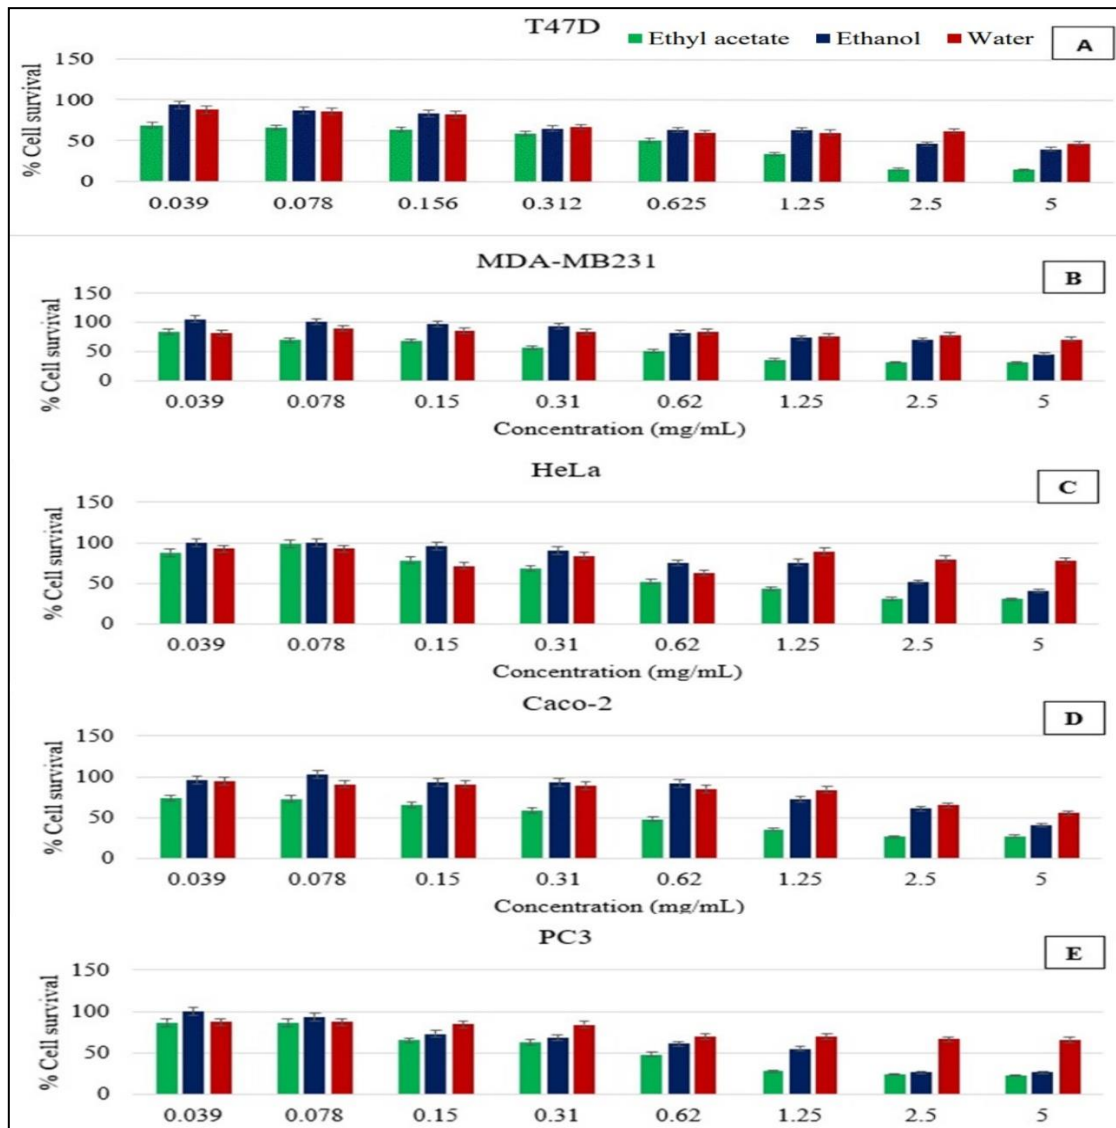 T47D
Ethyl acetate Ethanol Water
A
% Cell survival
150
100
50
0
0.039 0.078 0.156 0.312 0.625 1.25 2.5 5
MDA-MB231
B
% Cell survival
150
100
50
0
0.039 0.078 0.15 0.31 0.62 1.25 2.5 5
Concentration (mg/mL)
HeLa
C
% Cell survival
150
100
50
0
0.039 0.078 0.15 0.31 0.62 1.25 2.5 5
Concentration (mg/mL)
Caco-2
D
% Cell survival
150
100
50
0
0.039 0.078 0.15 0.31 0.62 1.25 2.5 5
Concentration (mg/mL)
PC3
E
% Cell survival
150
100
50
0
0.039 0.078 0.15 0.31 0.62 1.25 2.5 5